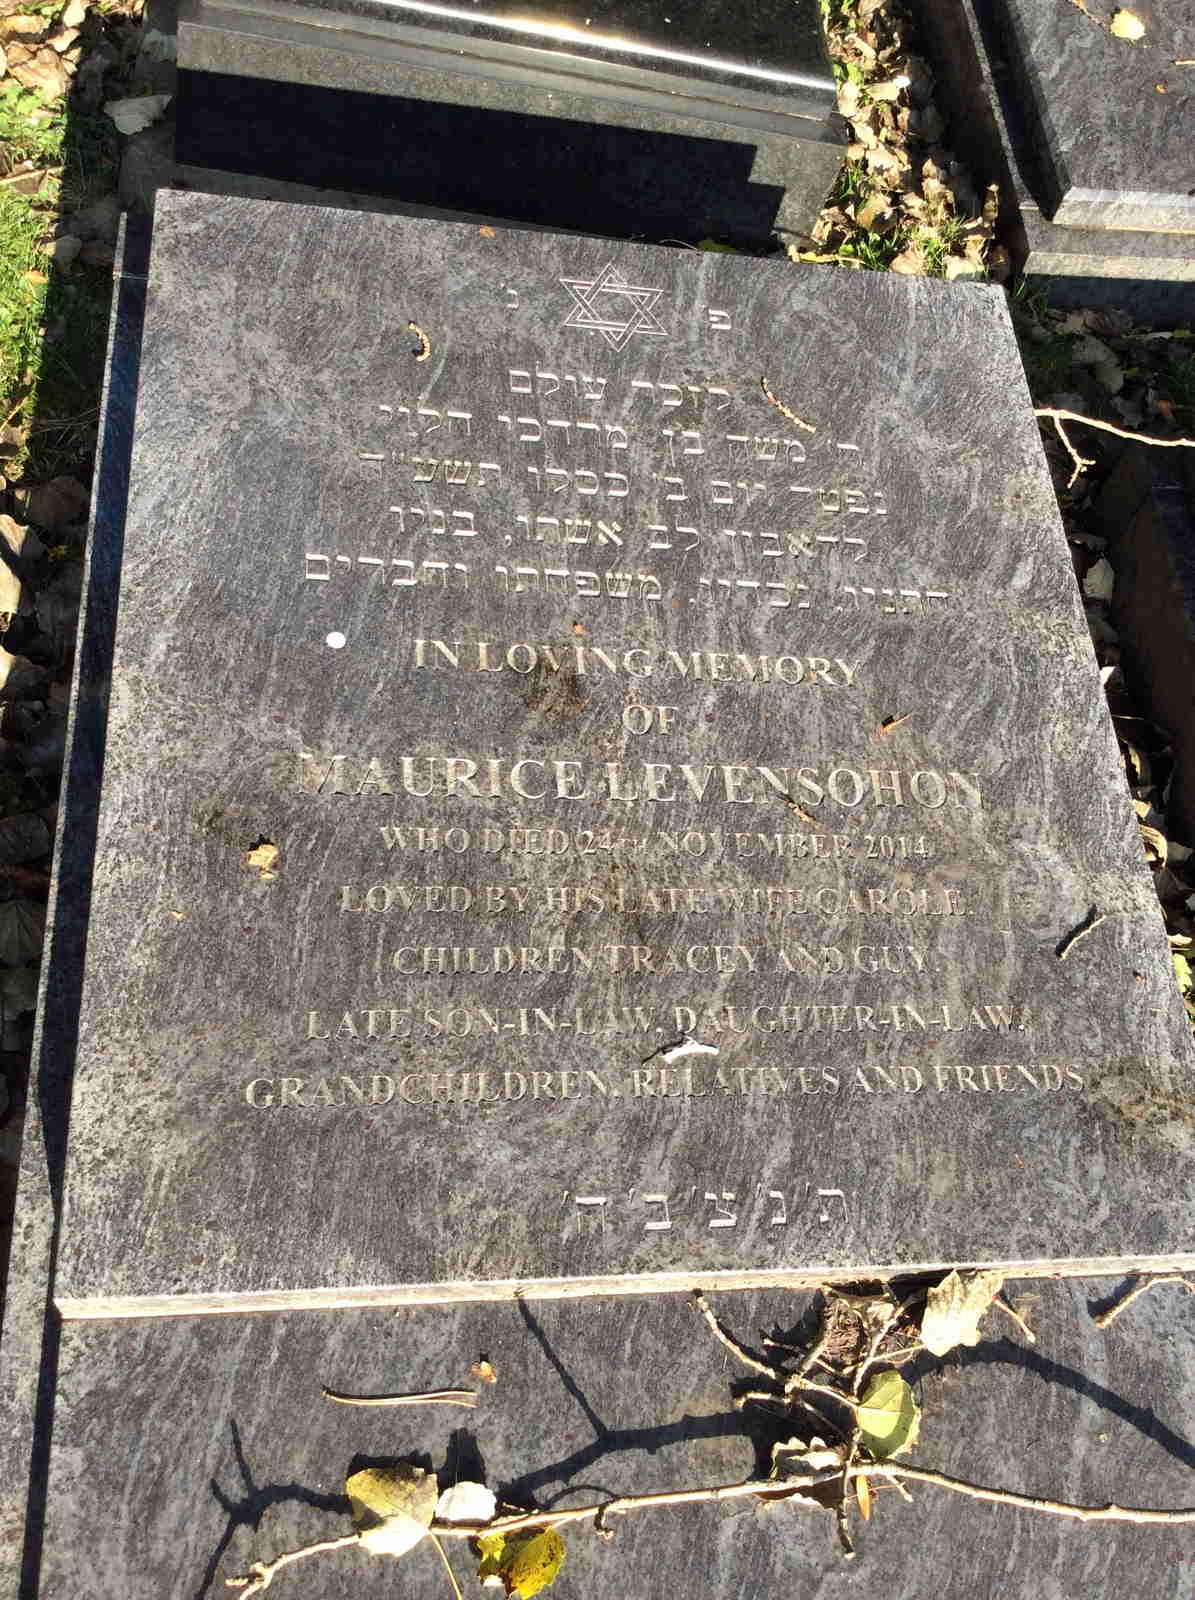 פ' נ'
לזכר עולם
ר' משה בן מרדכי הלוי
נפטר יום ב' כסלו תשע"ה
לדאבון לב אשתו, בניו
חתניו, נכדיו, משפחתו וחברים
IN LOVING MEMORY
OF
MAURICE LEVENSOHON
WHO DIED 24TH NOVEMBER 2014
LOVED BY HIS LATE WIFE CAROLE,
CHILDREN TRACEY AND GUY,
LATE SON-IN-LAW, DAUGHTER-IN-LAW,
GRANDCHILDREN, RELATIVES AND FRIENDS
ת' נ' צ' ב' ה'